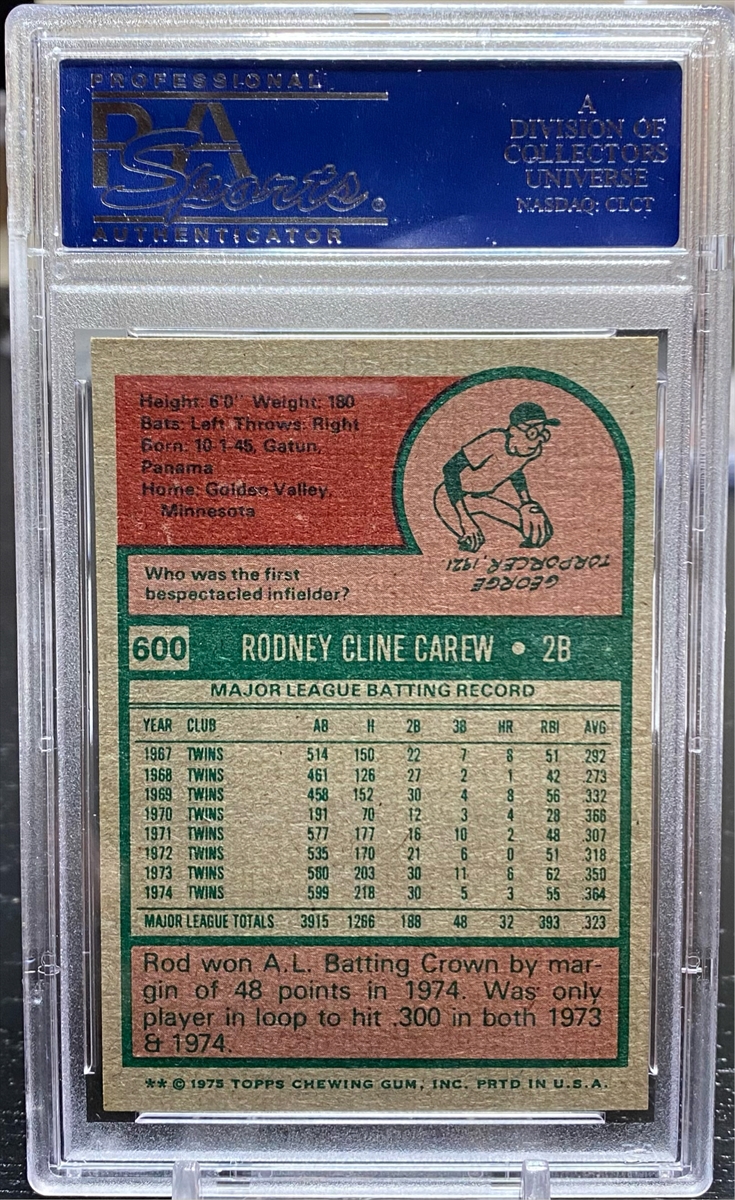 PROFESSIONAL
PSA
Sports®
AUTHENTICATOR
A
DIVISION OF
COLLECTORS
UNIVERSE
NASDAQ: CLCT
Height: 6'0" Weight: 180
Bats: Left Throws: Right
Born: 10-1-45, Gatun,
Panama
Home: Golden Valley,
Minnesota
GEORGE
TORPORCER, 1921
Who was the first
bespectacled infielder?
600 RODNEY CLINE CAREW • 2B
MAJOR LEAGUE BATTING RECORD
YEAR CLUB AB H 2B 3B HR RBI AVG
1967 TWINS 514 150 22 7 8 51 .292
1968 TWINS 461 126 27 2 1 42 .273
1969 TWINS 458 152 30 4 8 56 .332
1970 TWINS 191 70 12 3 4 28 .366
1971 TWINS 577 177 16 10 2 48 .307
1972 TWINS 535 170 21 6 0 51 .318
1973 TWINS 580 203 30 11 6 62 .350
1974 TWINS 599 218 30 5 3 55 .364
MAJOR LEAGUE TOTALS 3915 1266 188 48 32 393 .323
Rod won A.L. Batting Crown by mar-
gin of 48 points in 1974. Was only
player in loop to hit .300 in both 1973
& 1974.
** © 1975 TOPPS CHEWING GUM, INC. PRTD IN U.S.A.